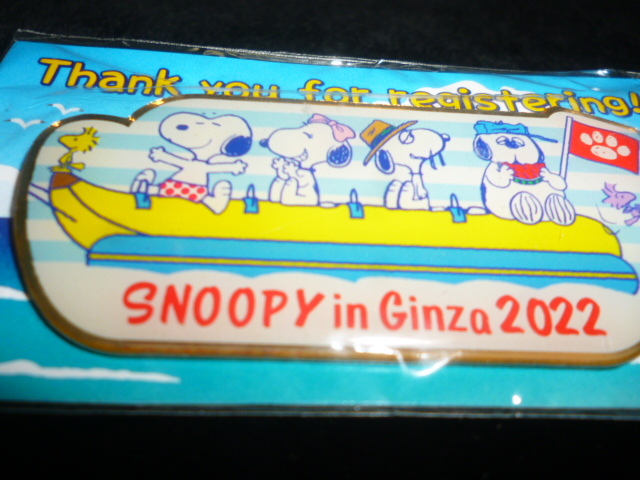 Thank you for registering!!
SNOOPY in Ginza 2022